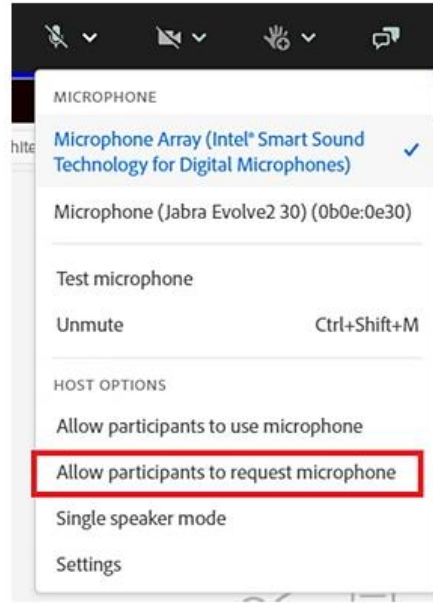 MICROPHONE
hite
Microphone Array (Intel® Smart Sound
Technology for Digital Microphones)
Microphone (Jabra Evolve2 30) (0b0e:0e30)
Test microphone
Unmute Ctrl+Shift+M
HOST OPTIONS
Allow participants to use microphone
Allow participants to request microphone
Single speaker mode
Settings